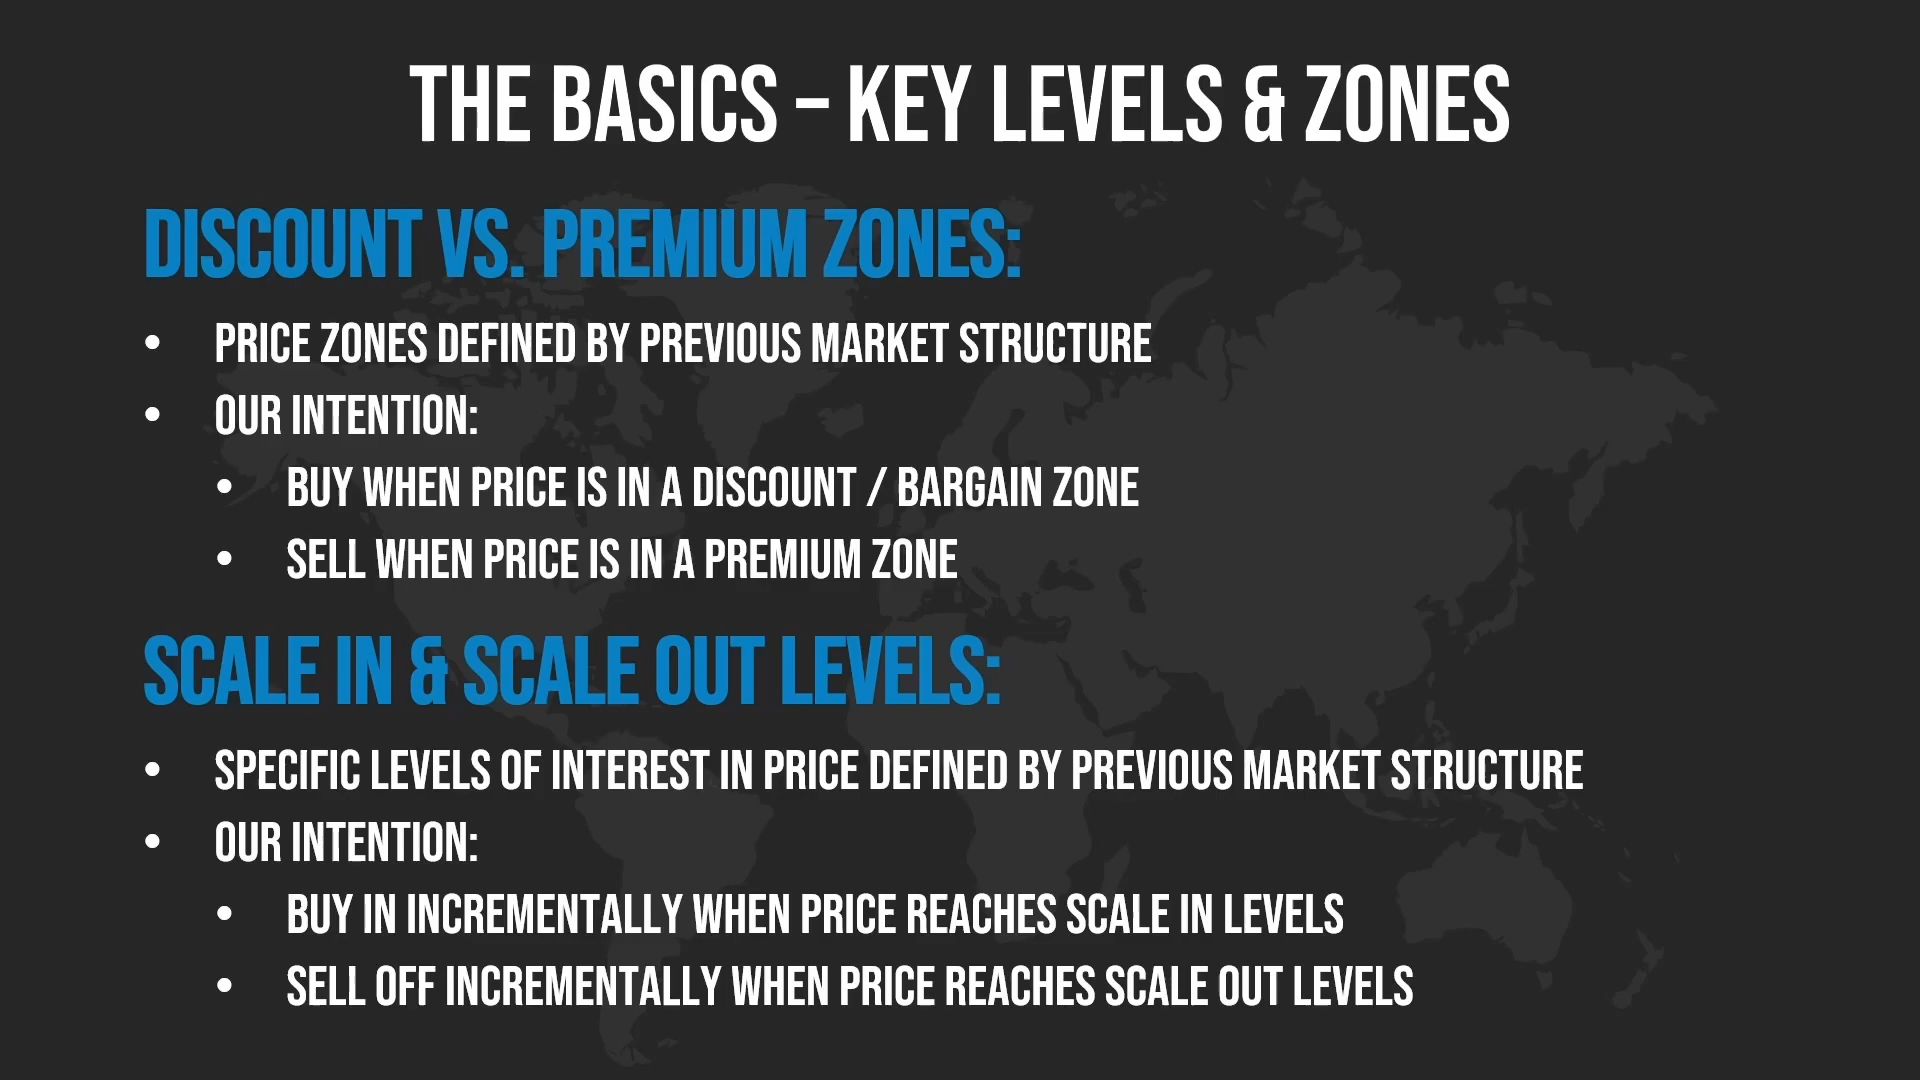 THE BASICS – KEY LEVELS & ZONES
DISCOUNT VS. PREMIUM ZONES:
• PRICE ZONES DEFINED BY PREVIOUS MARKET STRUCTURE
• OUR INTENTION:
• BUY WHEN PRICE IS IN A DISCOUNT / BARGAIN ZONE
• SELL WHEN PRICE IS IN A PREMIUM ZONE
SCALE IN & SCALE OUT LEVELS:
• SPECIFIC LEVELS OF INTEREST IN PRICE DEFINED BY PREVIOUS MARKET STRUCTURE
• OUR INTENTION:
• BUY IN INCREMENTALLY WHEN PRICE REACHES SCALE IN LEVELS
• SELL OFF INCREMENTALLY WHEN PRICE REACHES SCALE OUT LEVELS